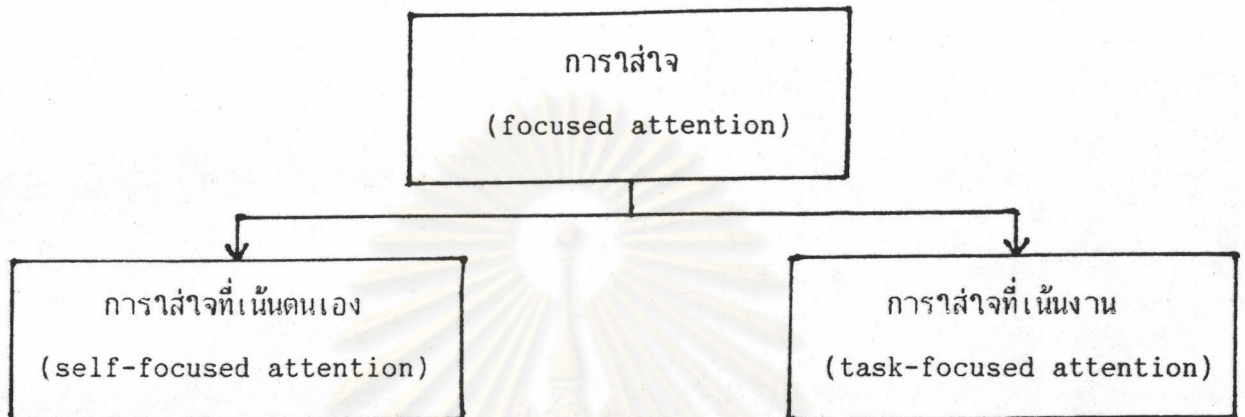 การใส่ใจ
(focused attention)
การใส่ใจที่เน้นตนเอง
(self-focused attention)
การใส่ใจที่เน้นงาน
(task-focused attention)